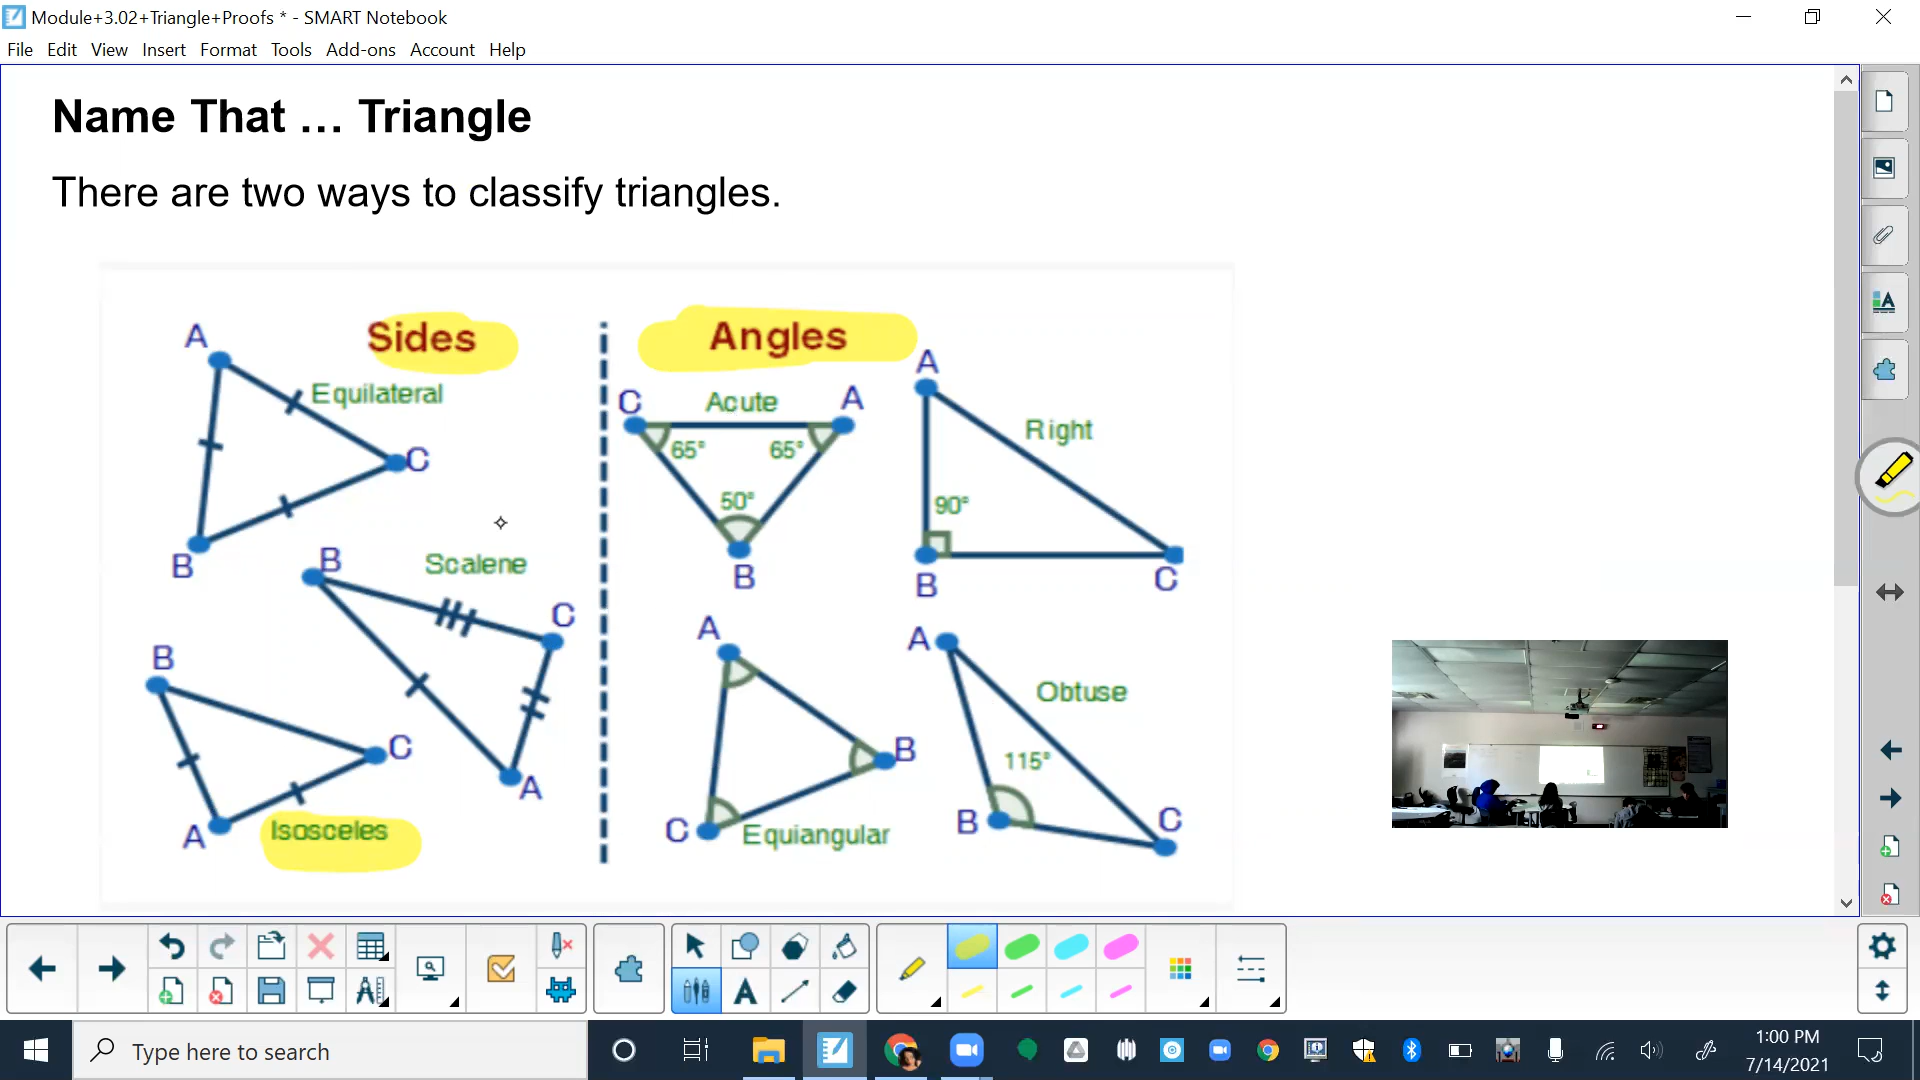 Module+3.02+Triangle+Proofs * - SMART Notebook
File Edit View Insert Format Tools Add-ons Account Help
Name That ... Triangle
There are two ways to classify triangles.
Sides
Angles
A
Equilateral
C
B
B
Scalene
C
A
B
C
A
Isosceles
C
Acute
A
65°
65°
50°
B
A
Right
90°
B
C
A
B
C
Equiangular
A
Obtuse
115°
B
C
Type here to search
1:00 PM
7/14/2021